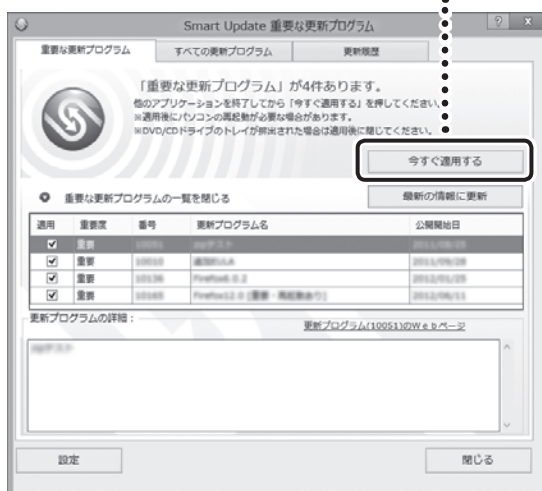 Smart Update 重要な更新プログラム
重要な更新プログラム
すべての更新プログラム
更新履歴
「重要な更新プログラム」が4件あります。
他のアプリケーションを終了してから「今すぐ適用する」を押してください。
※適用後にパソコンの再起動が必要な場合があります。
※DVD/CDドライブのトレイが排出された場合は適用後に閉じてください。
今すぐ適用する
重要な更新プログラムの一覧を閉じる
最新の情報に更新
適用 重要度 番号 更新プログラム名 公開開始日
重要
重要
重要
重要
更新プログラムの詳細：
更新プログラム(10051)のWebページ
設定
閉じる